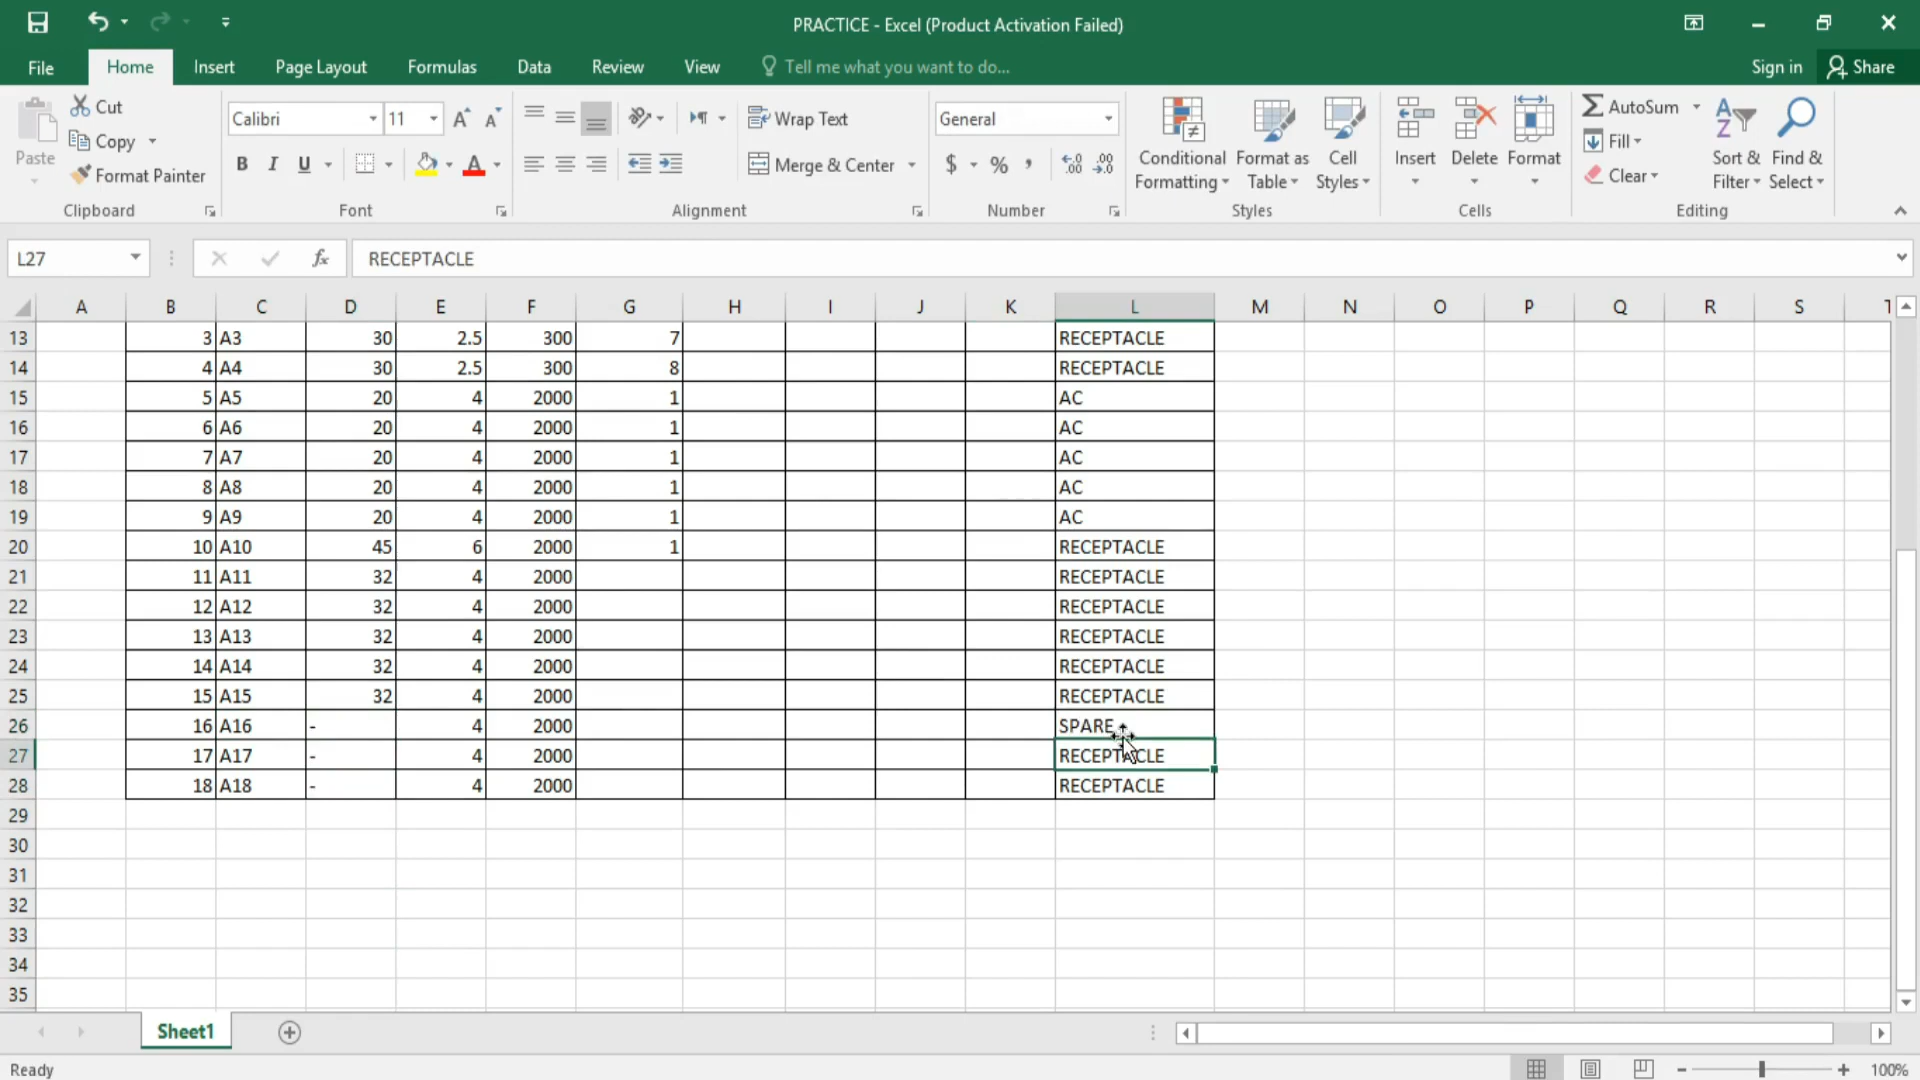 PRACTICE - Excel (Product Activation Failed)
File Home Insert Page Layout Formulas Data Review View Tell me what you want to do... Sign in Share
Paste Cut Copy Format Painter
Clipboard
Calibri 11
B I U A
Font
Wrap Text
Merge & Center
Alignment
General
$ % ,
Number
Conditional Formatting Format as Table Cell Styles
Styles
Insert Delete Format
Cells
AutoSum
Fill
Clear
Sort & Filter Find & Select
Editing
L27 fx RECEPTACLE
A B C D E F G H I J K L M N O P Q R S T
13 3 A3 30 2.5 300 7 RECEPTACLE
14 4 A4 30 2.5 300 8 RECEPTACLE
15 5 A5 20 4 2000 1 AC
16 6 A6 20 4 2000 1 AC
17 7 A7 20 4 2000 1 AC
18 8 A8 20 4 2000 1 AC
19 9 A9 20 4 2000 1 AC
20 10 A10 45 6 2000 1 RECEPTACLE
21 11 A11 32 4 2000 RECEPTACLE
22 12 A12 32 4 2000 RECEPTACLE
23 13 A13 32 4 2000 RECEPTACLE
24 14 A14 32 4 2000 RECEPTACLE
25 15 A15 32 4 2000 RECEPTACLE
26 16 A16 - 4 2000 SPARE
27 17 A17 - 4 2000 RECEPTACLE
28 18 A18 - 4 2000 RECEPTACLE
29
30
31
32
33
34
35
Sheet1
Ready 100%